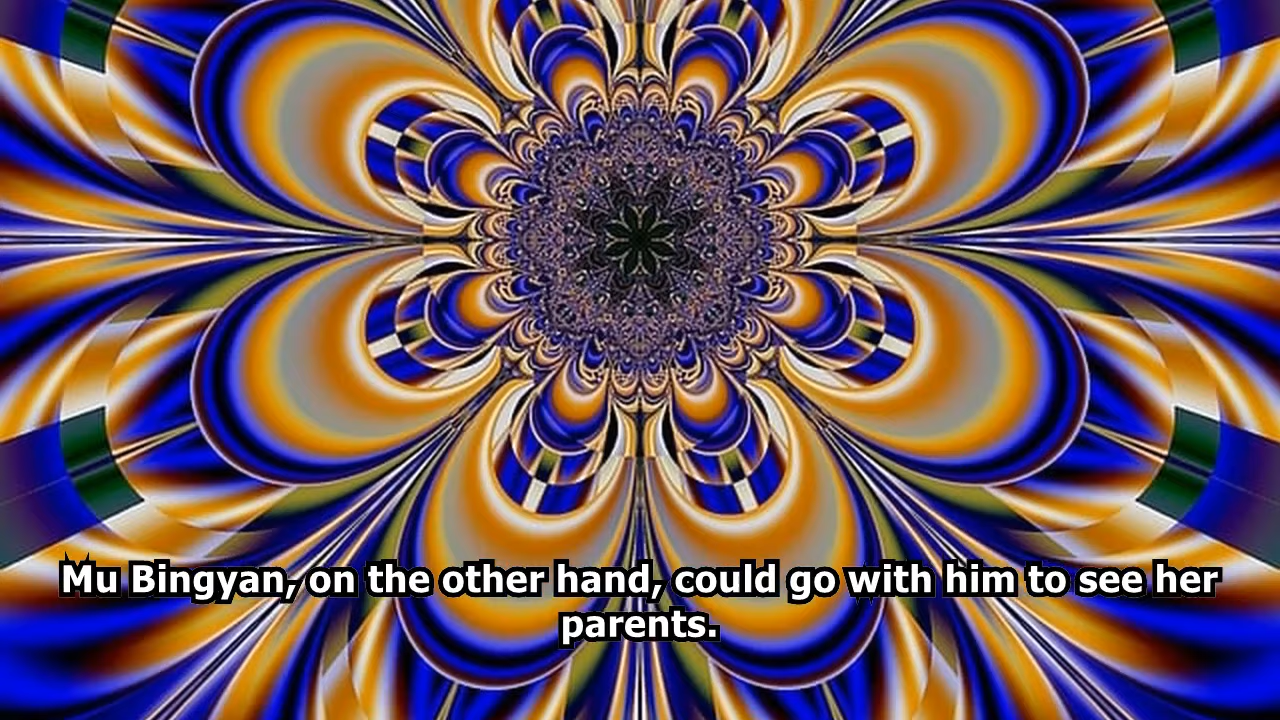 Mu Bingyan, on the other hand, could go with him to see her
parents.